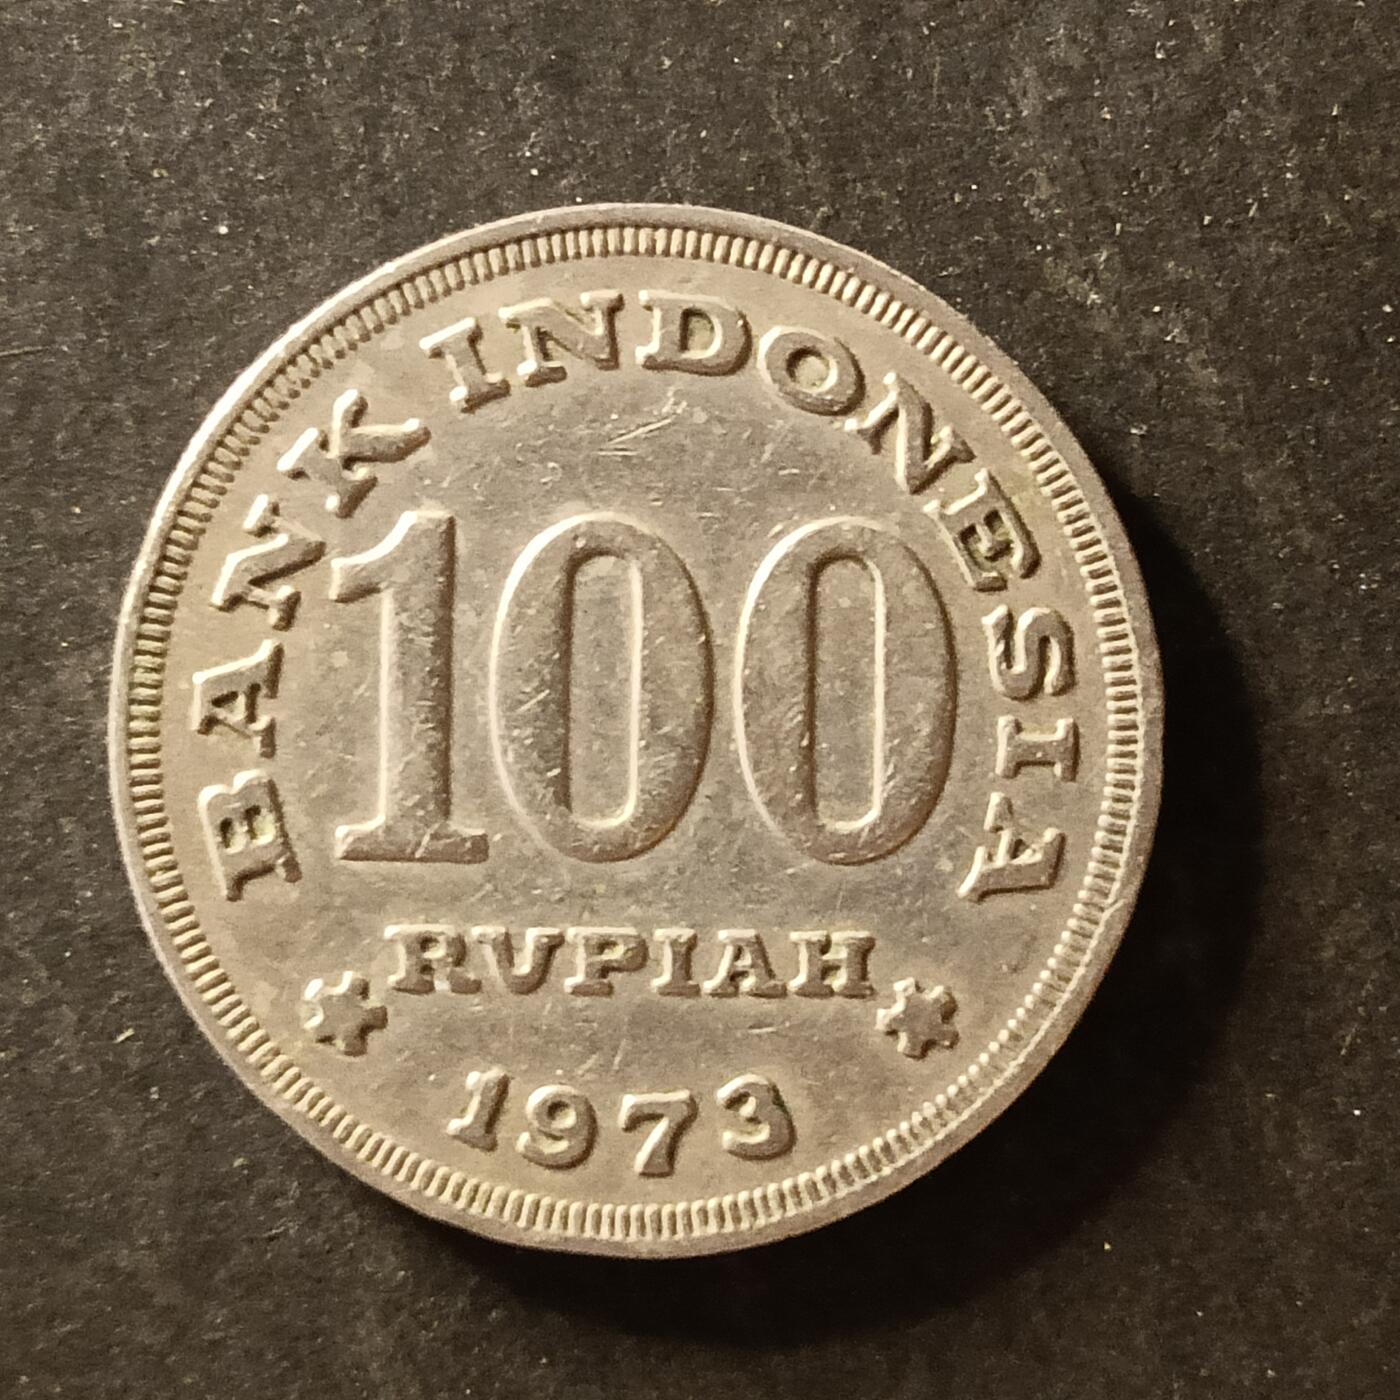 BANK INDONESIA
100
RUPIAH
1973